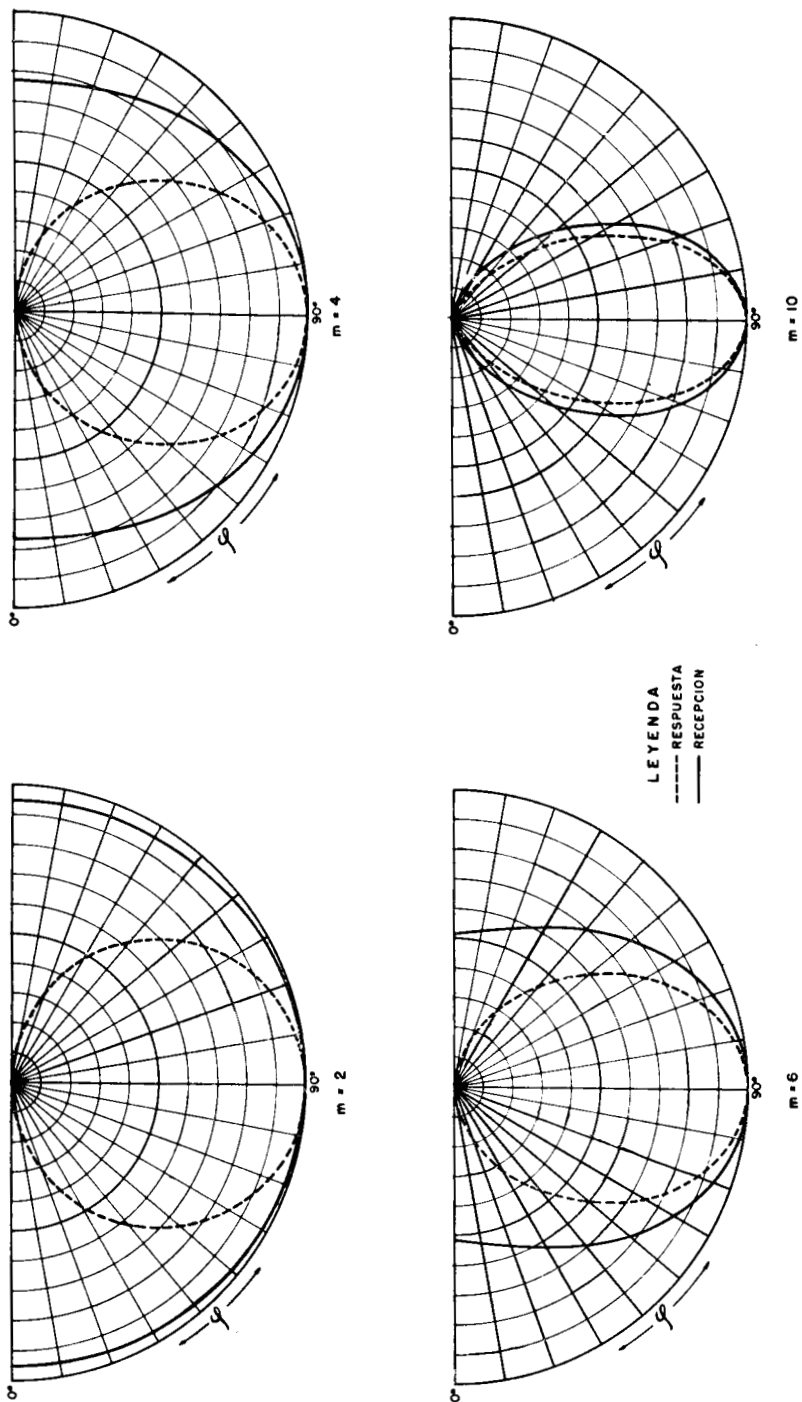 0°
90°
φ
m = 2
0°
90°
φ
m = 4
0°
90°
φ
m = 6
0°
90°
φ
m = 10
LEYENDA
RESPUESTA
RECEPCION